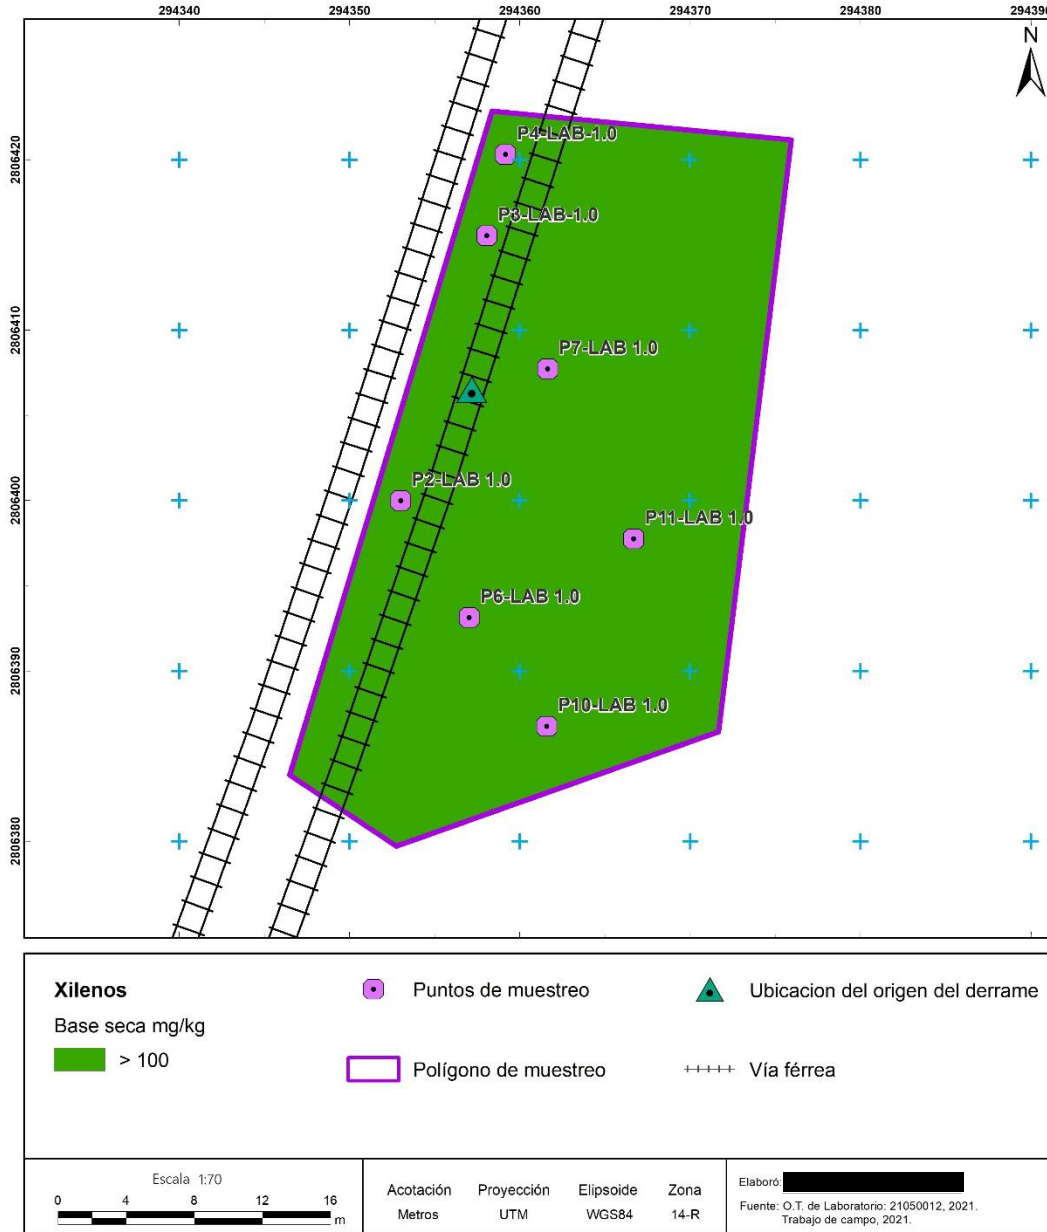 294340 294350 294360 294370 294380 294390
N
2806420
2806410
2806400
2806390
2806380
P4-LAB-1.0
P3-LAB-1.0
P7-LAB 1.0
P2-LAB 1.0
P11-LAB 1.0
P6-LAB 1.0
P10-LAB 1.0
Xilenos
Base seca mg/kg
> 100
Puntos de muestreo
Ubicacion del origen del derrame
Polígono de muestreo
Vía férrea
Escala 1:70
0 4 8 12 16
m
Acotación Proyección Elipsoide Zona
Metros UTM WGS84 14-R
Elaboró:
Fuente: O.T. de Laboratorio: 21050012, 2021.
Trabajo de campo, 2021.